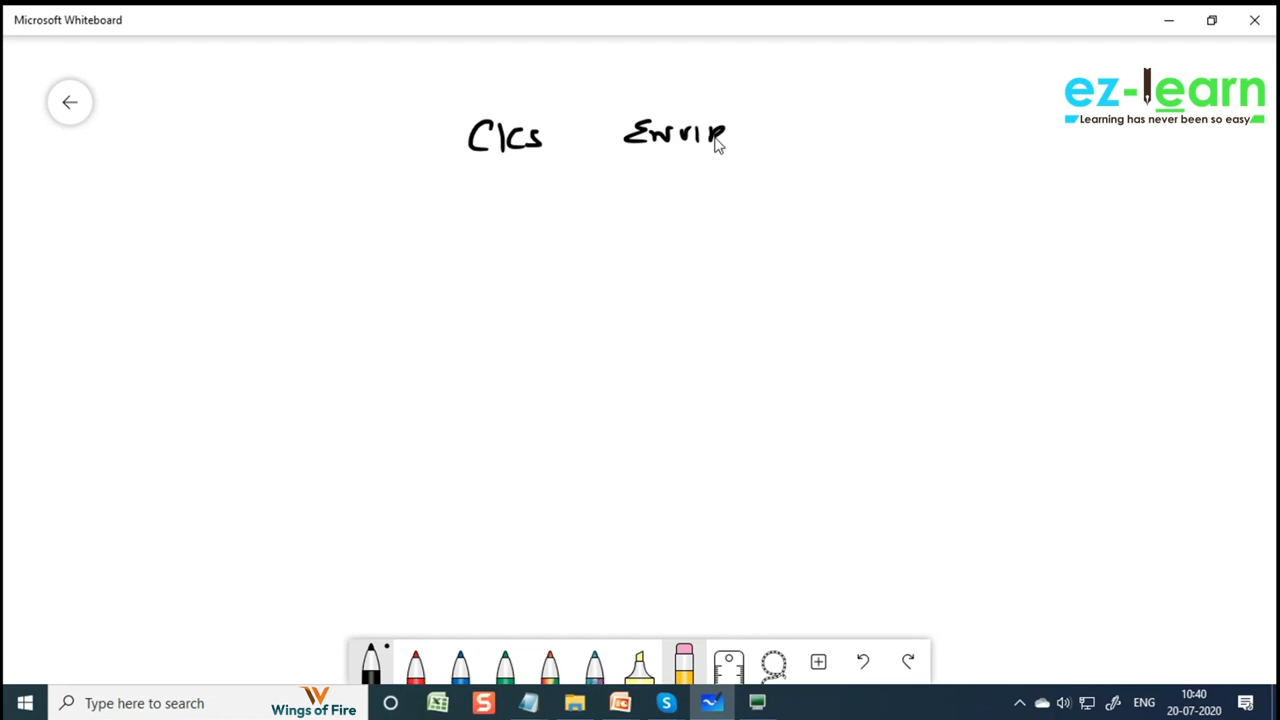 Microsoft Whiteboard
ez-learn
Learning has never been so easy
CICS Envir
Type here to search
Wings of Fire
ENG
10:40
20-07-2020